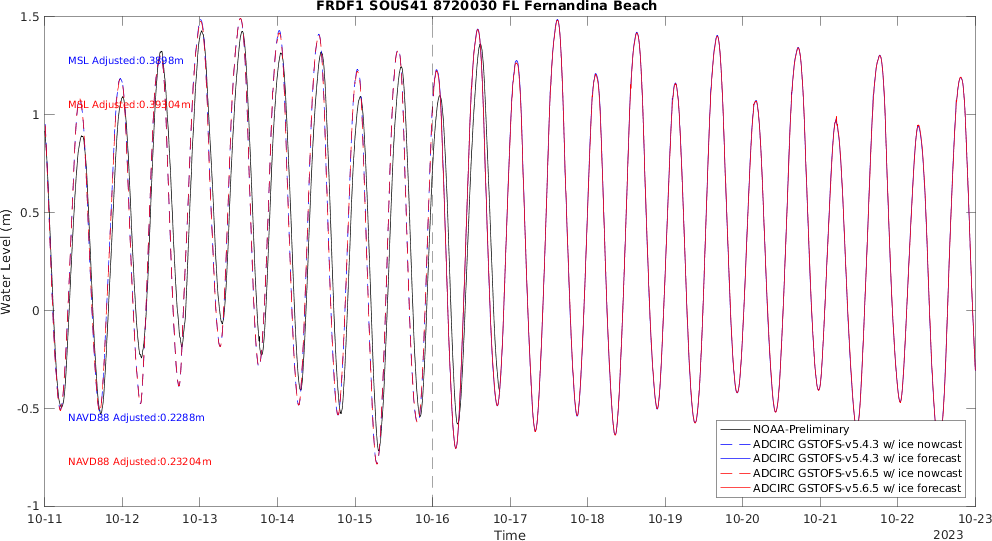 FRDF1 SOUS41 8720030 FL Fernandina Beach
1.5
1
0.5
0
-0.5
-1
Water Level (m)
MSL Adjusted:0.3898m
MSL Adjusted:0.39304m
NAVD88 Adjusted:0.2288m
NAVD88 Adjusted:0.23204m
NOAA-Preliminary
ADCIRC GSTOFS-v5.4.3 w/ ice nowcast
ADCIRC GSTOFS-v5.4.3 w/ ice forecast
ADCIRC GSTOFS-v5.6.5 w/ ice nowcast
ADCIRC GSTOFS-v5.6.5 w/ ice forecast
10-11 10-12 10-13 10-14 10-15 10-16 10-17 10-18 10-19 10-20 10-21 10-22 10-23
Time
2023